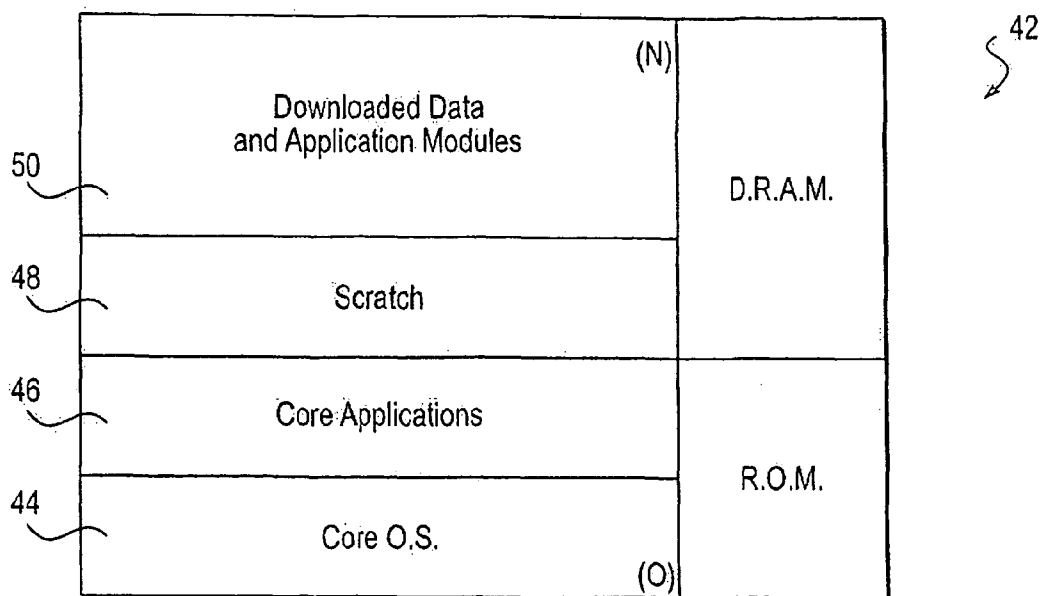 42
(N)
Downloaded Data
and Application Modules
50
D.R.A.M.
48
Scratch
46
Core Applications
R.O.M.
44
Core O.S.
(O)